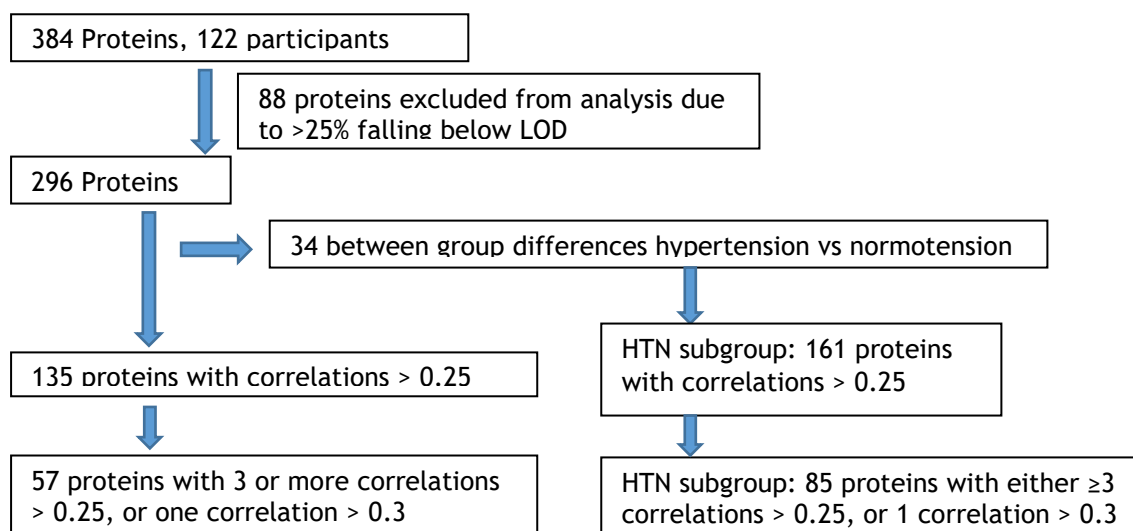 384 Proteins, 122 participants
88 proteins excluded from analysis due
to >25% falling below LOD
296 Proteins
34 between group differences hypertension vs normotension
135 proteins with correlations > 0.25
HTN subgroup: 161 proteins
with correlations > 0.25
57 proteins with 3 or more correlations
> 0.25, or one correlation > 0.3
HTN subgroup: 85 proteins with either ≥3
correlations > 0.25, or 1 correlation > 0.3